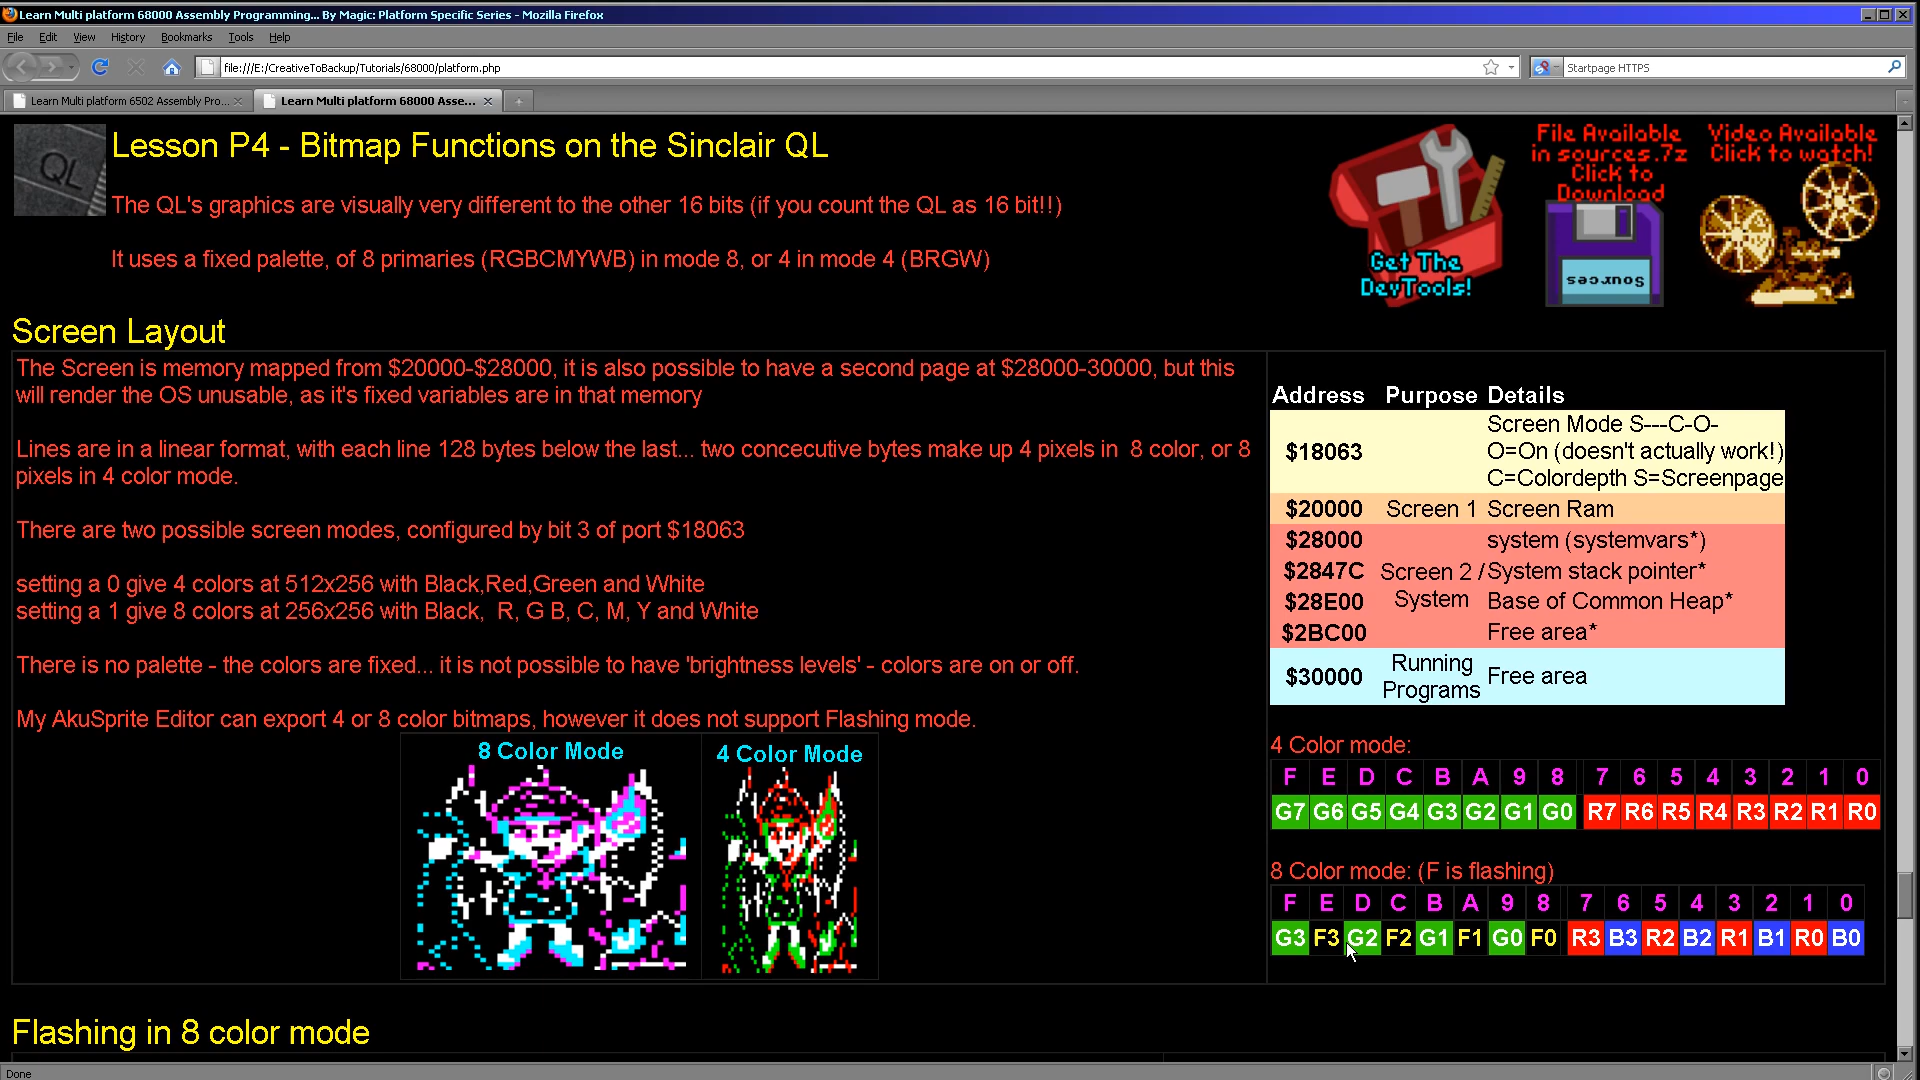 Learn Multi platform 68000 Assembly Programming... By Magic: Platform Specific Series - Mozilla Firefox
File Edit View History Bookmarks Tools Help
file:///E:/CreativeToBackup/Tutorials/68000/platform.php
Startpage HTTPS
Learn Multi platform 6502 Assembly Pro...
Learn Multi platform 68000 Asse...
QL
Lesson P4 - Bitmap Functions on the Sinclair QL
The QL's graphics are visually very different to the other 16 bits (if you count the QL as 16 bit!!)
It uses a fixed palette, of 8 primaries (RGBCMYWB) in mode 8, or 4 in mode 4 (BRGW)
Get The
DevTools!
File Available
in sources.7z
Click to
Download
Sources
Video Available
Click to watch!
Screen Layout
The Screen is memory mapped from $20000-$28000, it is also possible to have a second page at $28000-30000, but this
will render the OS unusable, as it's fixed variables are in that memory
Lines are in a linear format, with each line 128 bytes below the last... two concecutive bytes make up 4 pixels in  8 color, or 8
pixels in 4 color mode.
There are two possible screen modes, configured by bit 3 of port $18063
setting a 0 give 4 colors at 512x256 with Black,Red,Green and White
setting a 1 give 8 colors at 256x256 with Black,  R, G B, C, M, Y and White
There is no palette - the colors are fixed... it is not possible to have 'brightness levels' - colors are on or off.
My AkuSprite Editor can export 4 or 8 color bitmaps, however it does not support Flashing mode.
8 Color Mode
4 Color Mode
Address Purpose Details
$18063 Screen Mode S---C-O-
O=On (doesn't actually work!)
C=Colordepth S=Screenpage
$20000 Screen 1 Screen Ram
$28000 system (systemvars*)
$2847C Screen 2 / System stack pointer*
$28E00 System Base of Common Heap*
$2BC00 Free area*
$30000 Running Programs Free area
4 Color mode:
F E D C B A 9 8 7 6 5 4 3 2 1 0
G7 G6 G5 G4 G3 G2 G1 G0 R7 R6 R5 R4 R3 R2 R1 R0
8 Color mode: (F is flashing)
F E D C B A 9 8 7 6 5 4 3 2 1 0
G3 F3 G2 F2 G1 F1 G0 F0 R3 B3 R2 B2 R1 B1 R0 B0
Flashing in 8 color mode
Done